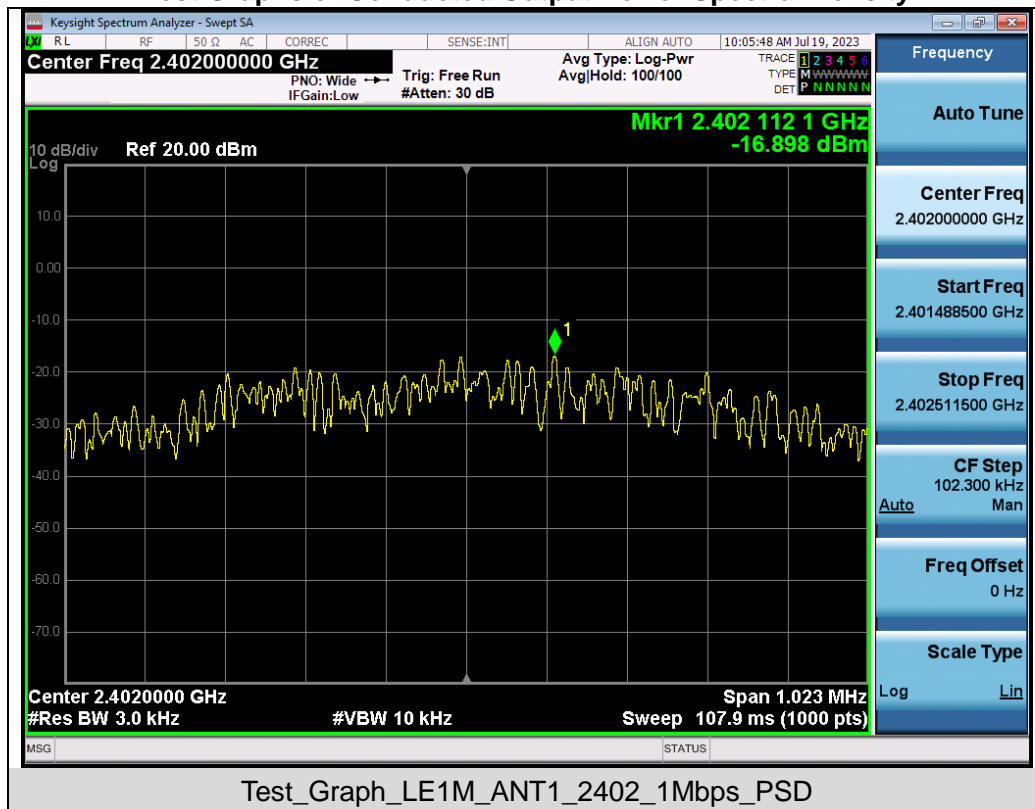 Keysight Spectrum Analyzer - Swept SA
LXI RL RF 50 Ω AC CORREC SENSE:INT ALIGN AUTO 10:05:48 AM Jul 19, 2023
Center Freq 2.402000000 GHz
PNO: Wide
IFGain:Low
Trig: Free Run
#Atten: 30 dB
Avg Type: Log-Pwr
Avg|Hold: 100/100
TRACE 1 2 3 4 5 6
TYPE M WWWWW
DET P N N N N N
Mkr1 2.402 112 1 GHz
-16.898 dBm
10 dB/div Ref 20.00 dBm
Log
10.0
0.00
-10.0
-20.0
-30.0
-40.0
-50.0
-60.0
-70.0
1
Center 2.4020000 GHz Span 1.023 MHz
#Res BW 3.0 kHz #VBW 10 kHz Sweep 107.9 ms (1000 pts)
MSG STATUS
Frequency
Auto Tune
Center Freq
2.402000000 GHz
Start Freq
2.401488500 GHz
Stop Freq
2.402511500 GHz
CF Step
102.300 kHz
Auto Man
Freq Offset
0 Hz
Scale Type
Log Lin
Test_Graph_LE1M_ANT1_2402_1Mbps_PSD